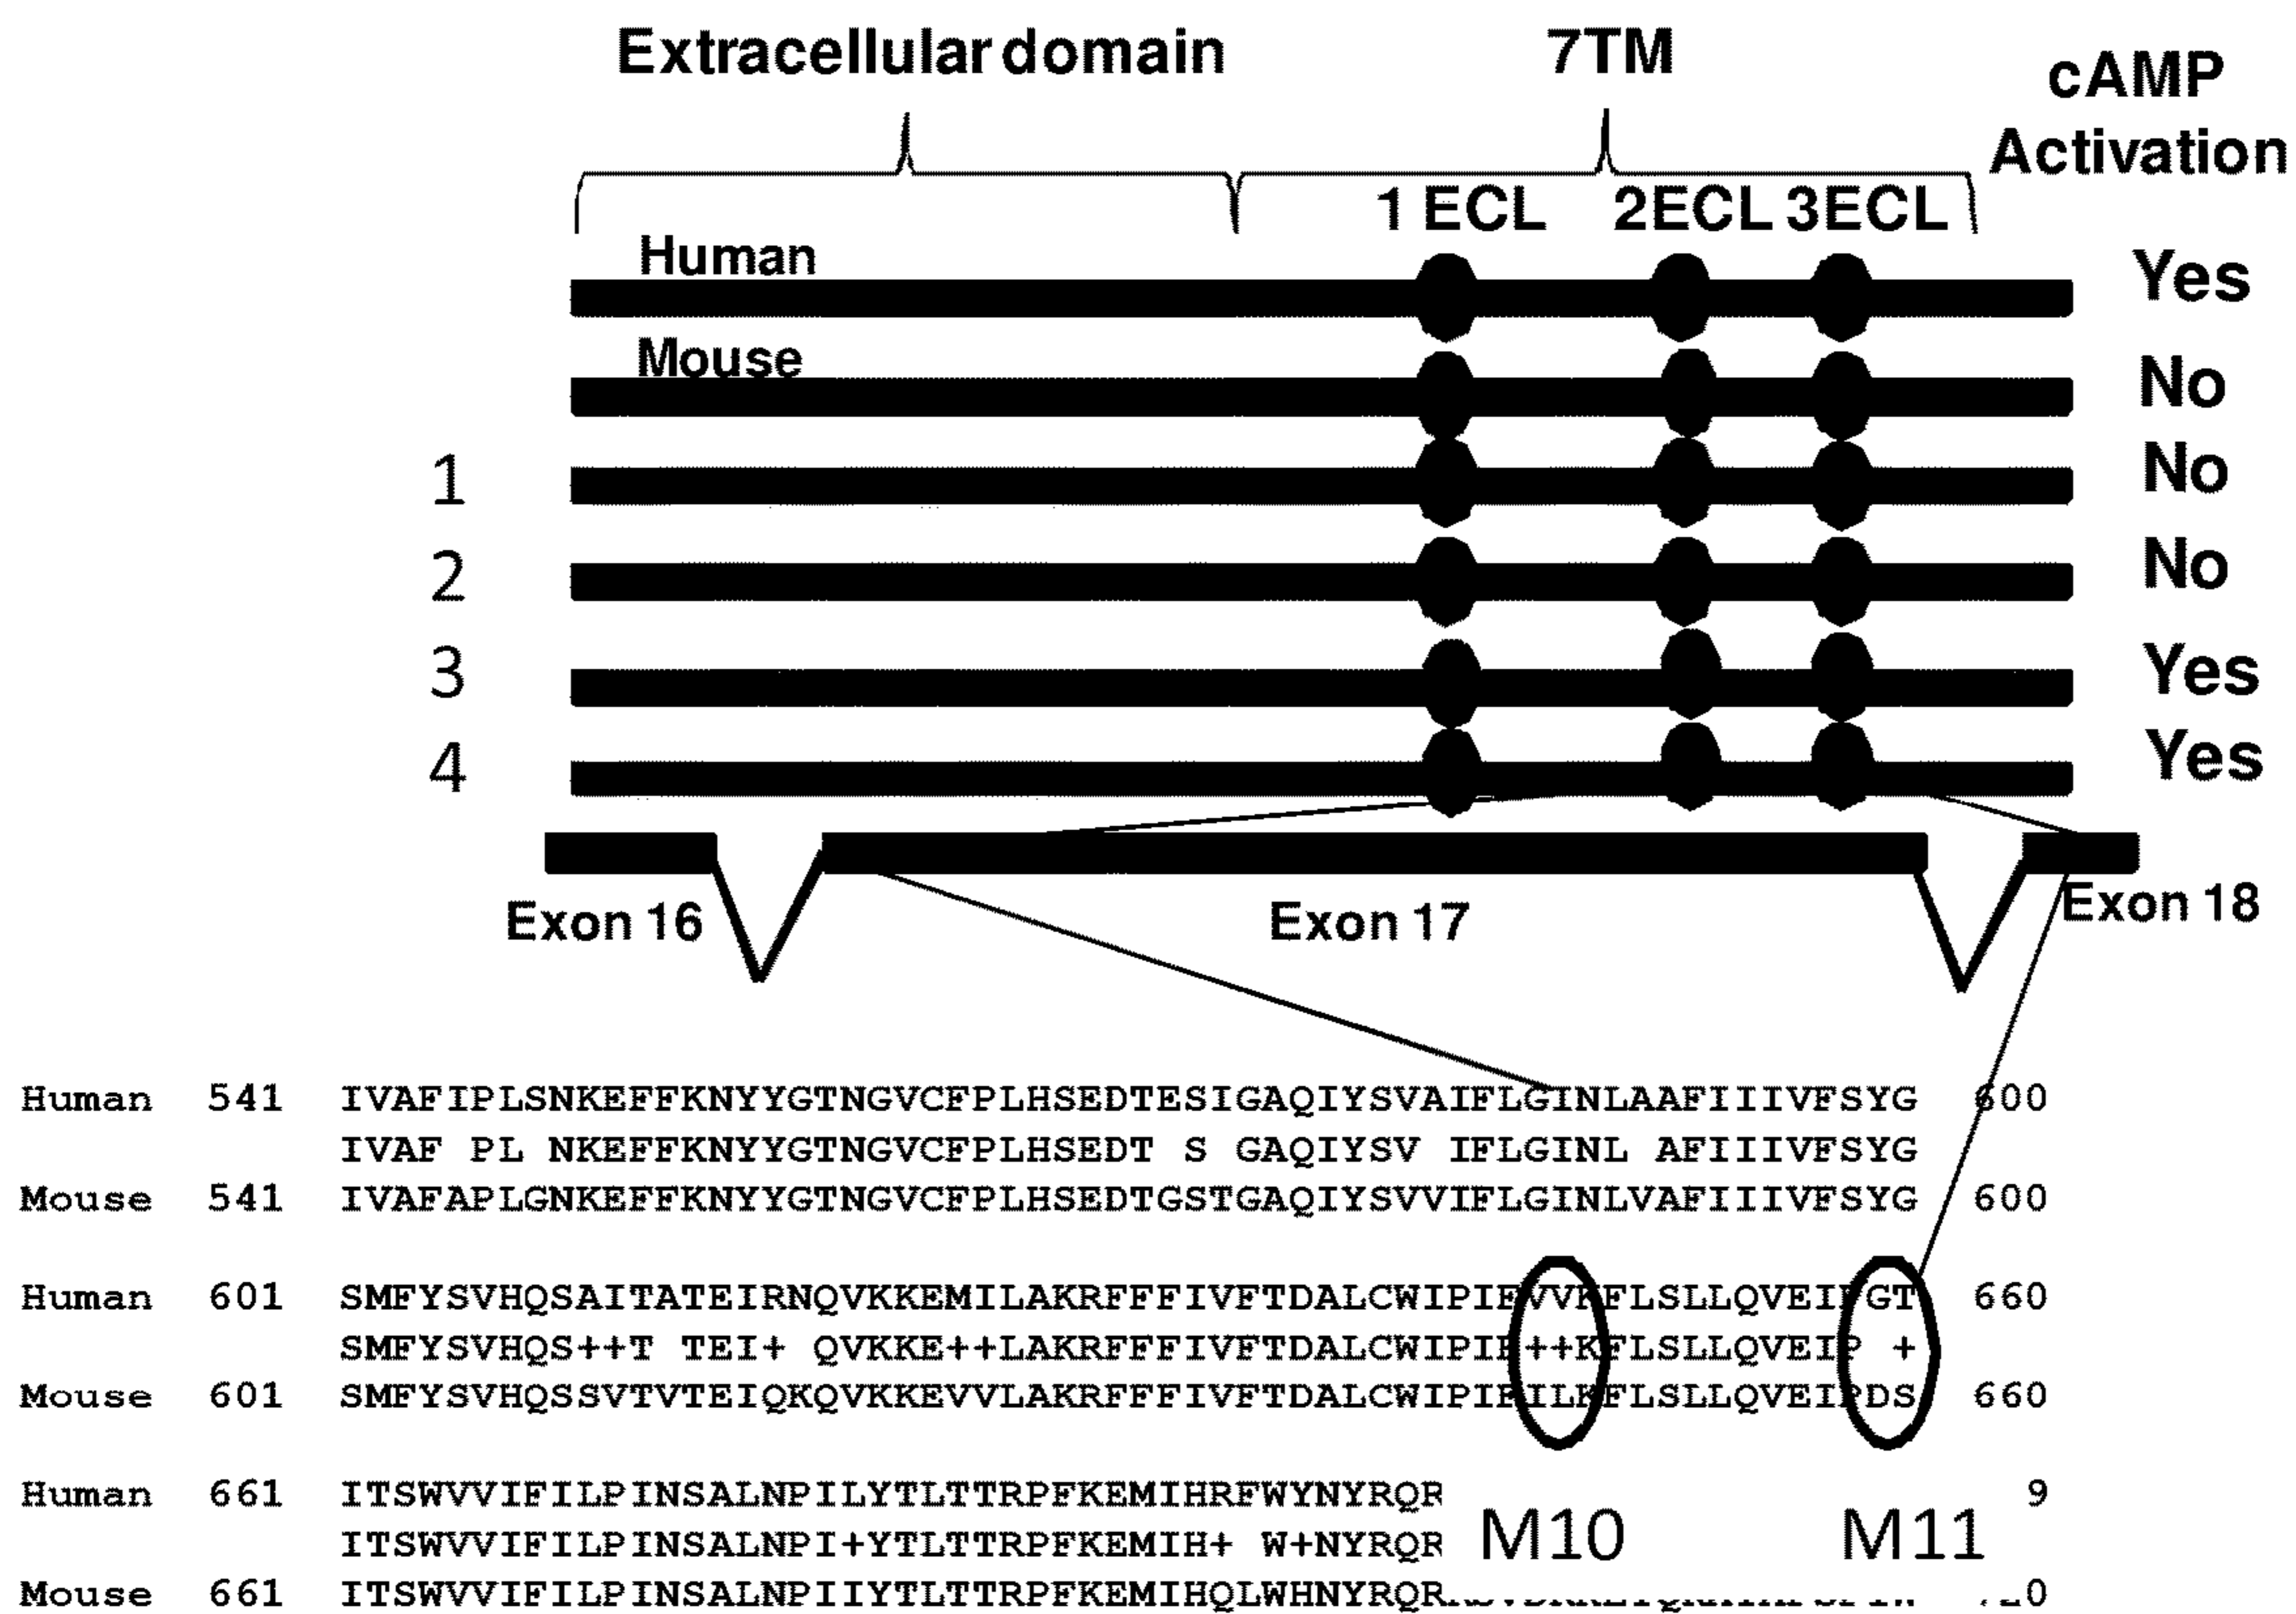 Extracellular domain 7TM cAMP
Activation
1 ECL 2ECL 3ECL
Human Yes
Mouse No
1 No
2 No
3 Yes
4 Yes
Exon 16 Exon 17 Exon 18
Human 541 IVAFIPLSNKEFFKNYYGTNGVCFPLHSEDTESIGAQIYSVAIFLGINLAAFIIIVFSYG 600
IVAF PL NKEFFKNYYGTNGVCFPLHSEDT S GAQIYSV IFLGINL AFIIIVFSYG
Mouse 541 IVAFAPLGNKEFFKNYYGTNGVCFPLHSEDTGSTGAQIYSVVIFLGINLVAFIIIVFSYG 600
Human 601 SMFYSVHQSAITATEIRNQVKKEMILAKRFFFIVFTDALCWIPIFVVKFLSLLQVEIPGT 660
SMFYSVHQS++T TEI+ QVKKE++LAKRFFFIVFTDALCWIPIF++KFLSLLQVEIP +
Mouse 601 SMFYSVHQSSVTVTEIQKQVKKEVVLAKRFFFIVFTDALCWIPIFILKFLSLLQVEIPDS 660
Human 661 ITSWVVIFILPINSALNPILYTLTTRPFKEMIHRFWYNYRQR 9
ITSWVVIFILPINSALNPI+YTLTTRPFKEMIH+ W+NYRQR M10 M11
Mouse 661 ITSWVVIFILPINSALNPIIYTLTTRPFKEMIHQLWHNYRQR 0